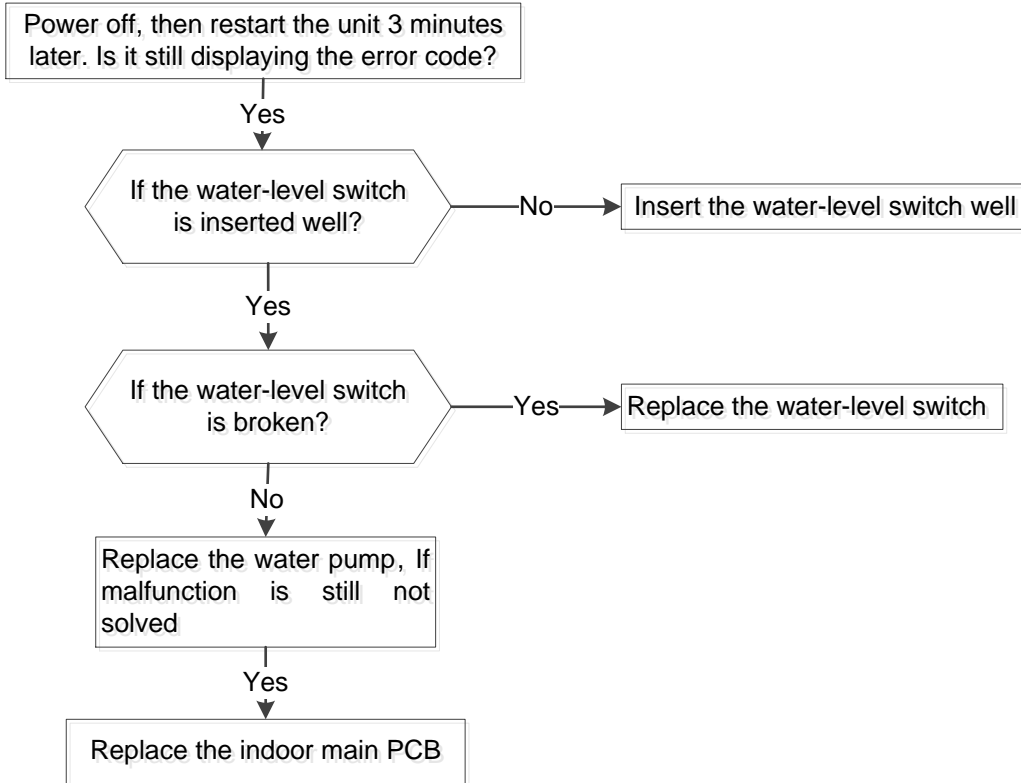 Power off, then restart the unit 3 minutes
later. Is it still displaying the error code?
Yes
If the water-level switch
is inserted well?
No
Insert the water-level switch well
Yes
If the water-level switch
is broken?
Yes
Replace the water-level switch
No
Replace the water pump, If
malfunction is still not
solved
Yes
Replace the indoor main PCB